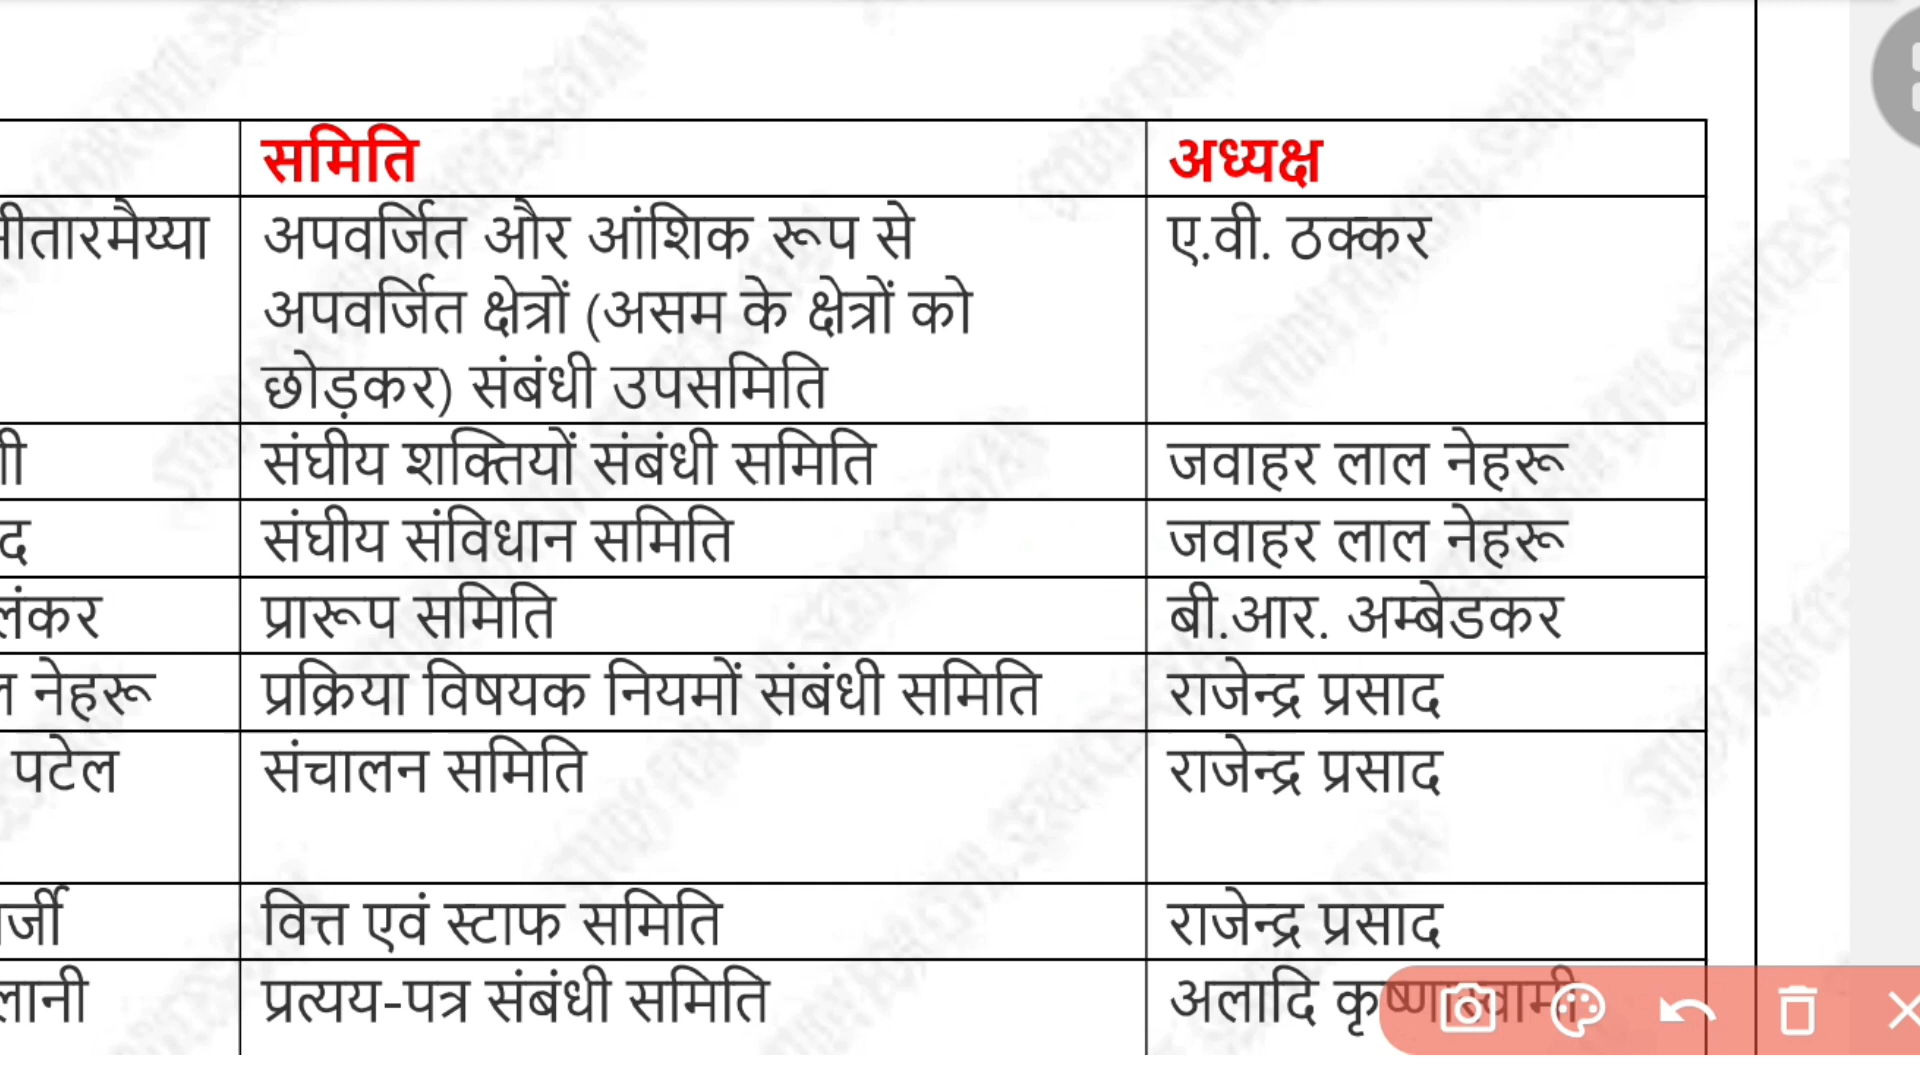 समिति अध्यक्ष
सीतारमैय्या अपवर्जित और आंशिक रूप से ए.वी. ठक्कर
अपवर्जित क्षेत्रों (असम के क्षेत्रों को
छोड़कर) संबंधी उपसमिति
संघीय शक्तियों संबंधी समिति जवाहर लाल नेहरू
संघीय संविधान समिति जवाहर लाल नेहरू
प्रारूप समिति बी.आर. अम्बेडकर
नेहरू प्रक्रिया विषयक नियमों संबंधी समिति राजेन्द्र प्रसाद
पटेल संचालन समिति राजेन्द्र प्रसाद
वित्त एवं स्टाफ समिति राजेन्द्र प्रसाद
प्रत्यय-पत्र संबंधी समिति अलादि कृष्णास्वामी